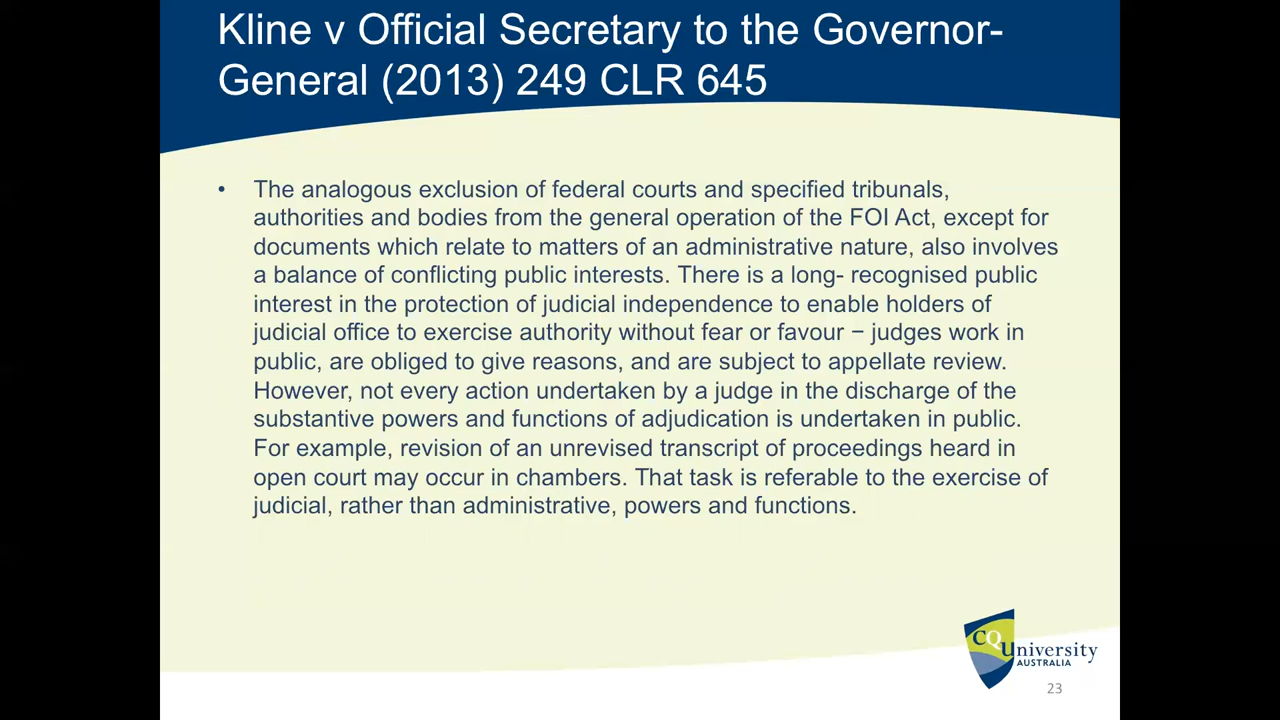 Kline v Official Secretary to the Governor-
General (2013) 249 CLR 645
• The analogous exclusion of federal courts and specified tribunals,
authorities and bodies from the general operation of the FOI Act, except for
documents which relate to matters of an administrative nature, also involves
a balance of conflicting public interests. There is a long- recognised public
interest in the protection of judicial independence to enable holders of
judicial office to exercise authority without fear or favour − judges work in
public, are obliged to give reasons, and are subject to appellate review.
However, not every action undertaken by a judge in the discharge of the
substantive powers and functions of adjudication is undertaken in public.
For example, revision of an unrevised transcript of proceedings heard in
open court may occur in chambers. That task is referable to the exercise of
judicial, rather than administrative, powers and functions.
CQUniversity
AUSTRALIA
23